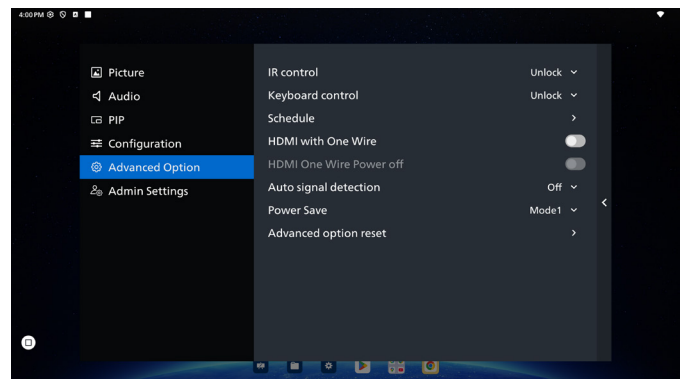 4:00 PM
Picture
Audio
PIP
Configuration
Advanced Option
Admin Settings
IR control Unlock
Keyboard control Unlock
Schedule
HDMI with One Wire
HDMI One Wire Power off
Auto signal detection Off
Power Save Mode1
Advanced option reset